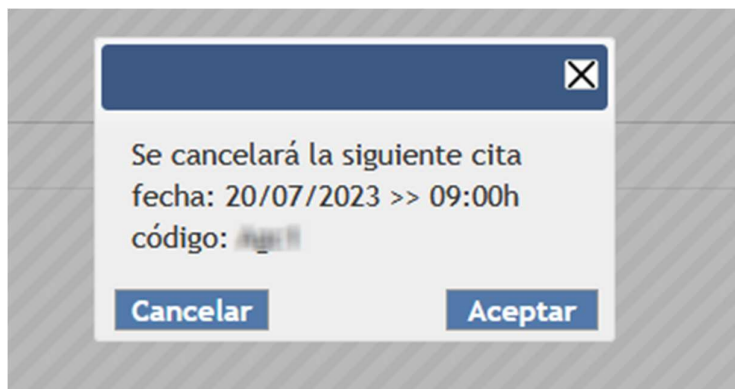 Se cancelará la siguiente cita
fecha: 20/07/2023 >> 09:00h
código:
Cancelar
Aceptar